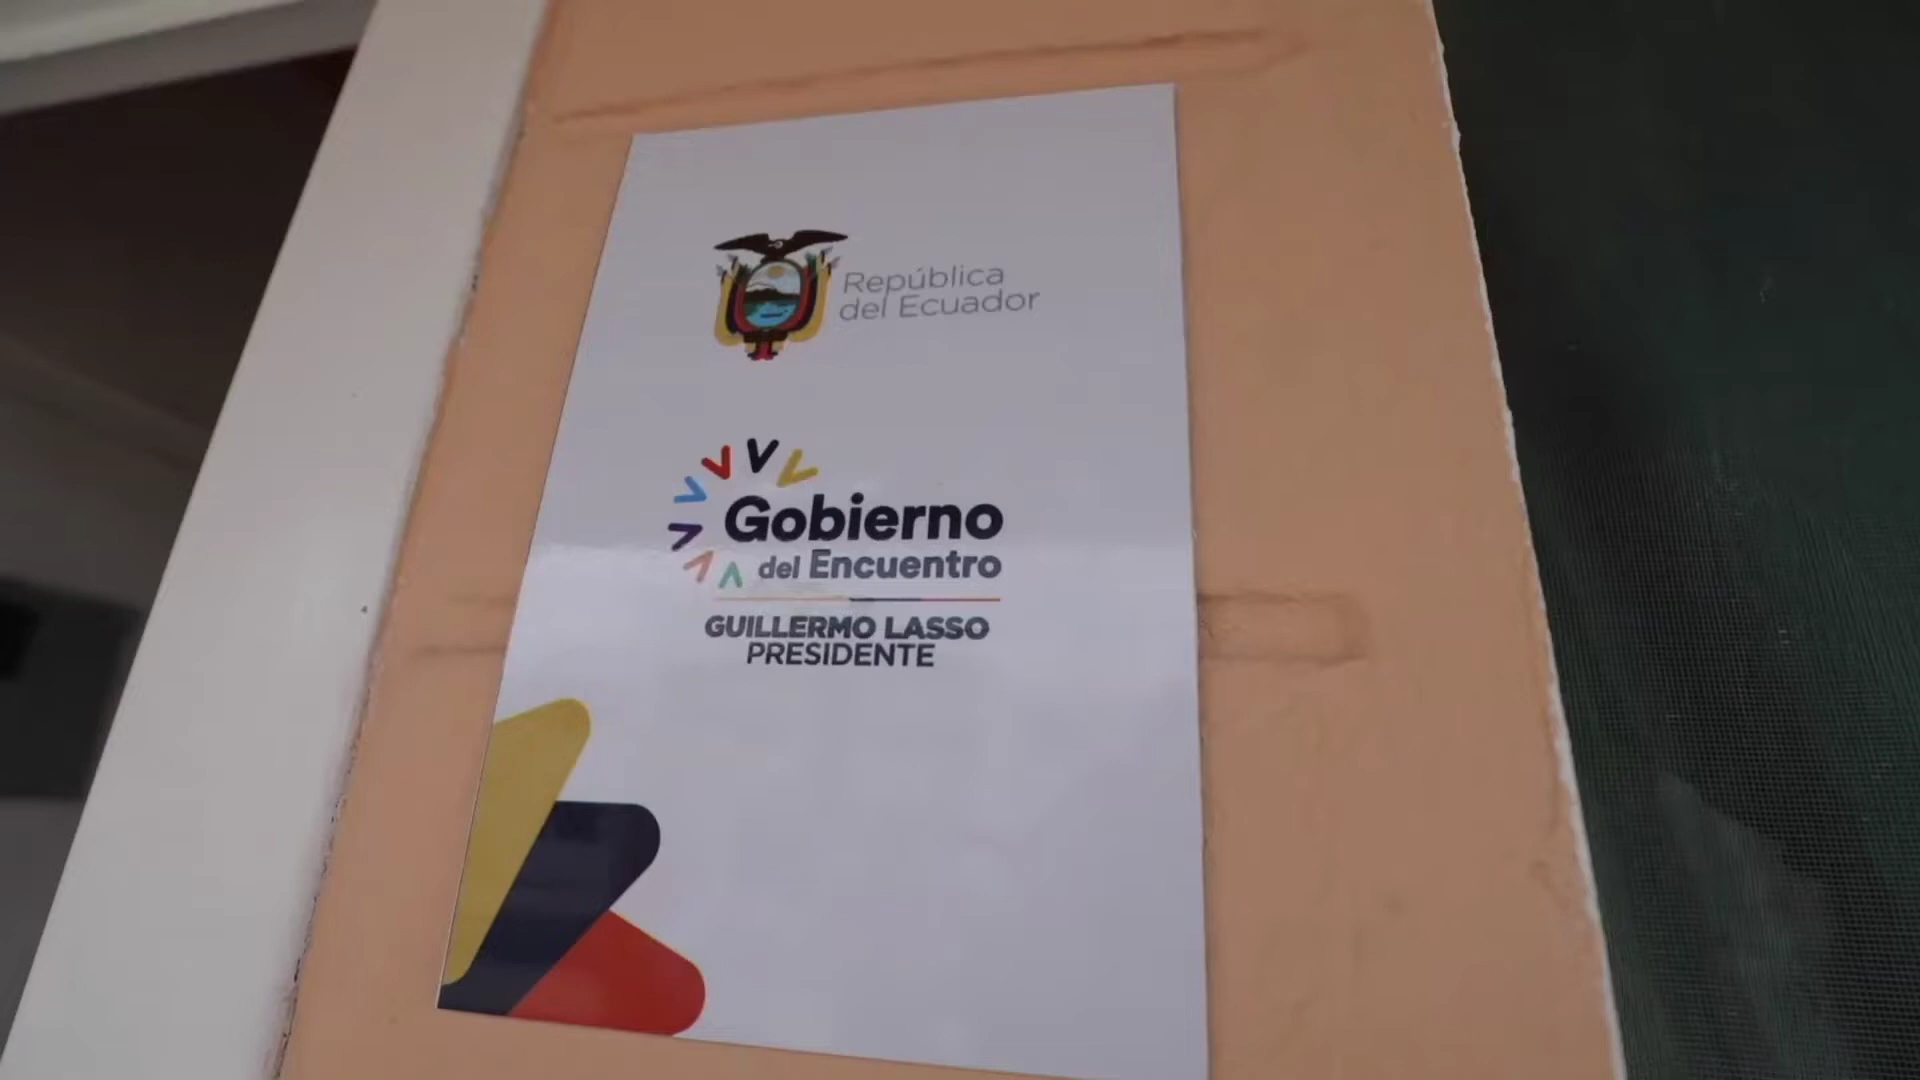 República
del Ecuador
Gobierno
del Encuentro
GUILLERMO LASSO
PRESIDENTE